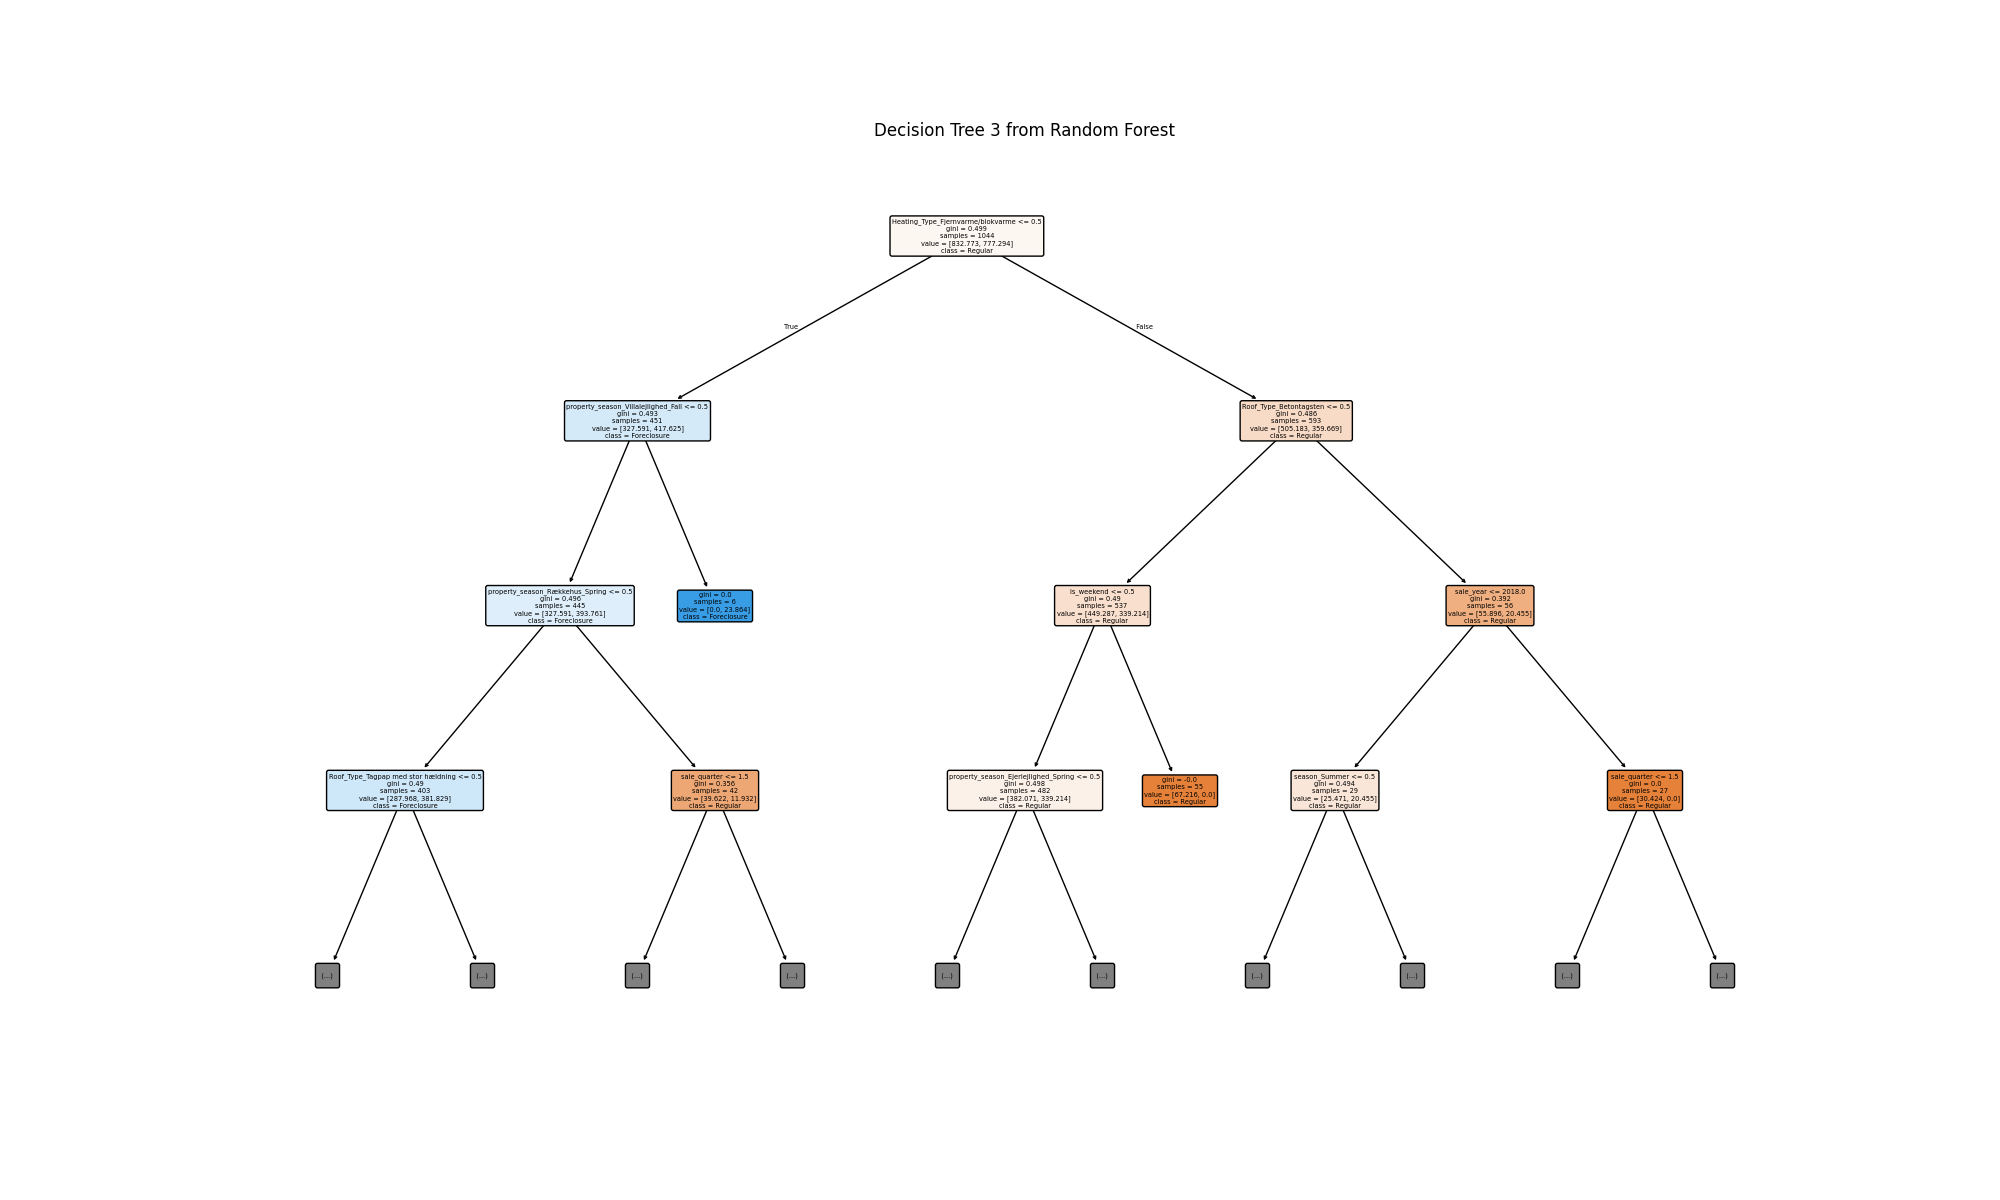 Decision Tree 3 from Random Forest
Heating_Type_Fjernvarme/blokvarme <= 0.5
gini = 0.499
samples = 1044
value = [832.773, 777.294]
class = Regular
True
False
property_season_Villalejlighed_Fall <= 0.5
gini = 0.493
samples = 451
value = [327.591, 417.625]
class = Foreclosure
Roof_Type_Betontagsten <= 0.5
gini = 0.486
samples = 593
value = [505.183, 359.669]
class = Regular
property_season_Rækkehus_Spring <= 0.5
gini = 0.496
samples = 445
value = [327.591, 393.761]
class = Foreclosure
gini = 0.0
samples = 6
value = [0.0, 23.864]
class = Foreclosure
is_weekend <= 0.5
gini = 0.49
samples = 537
value = [449.287, 339.214]
class = Regular
sale_year <= 2018.0
gini = 0.392
samples = 56
value = [55.896, 20.455]
class = Regular
Roof_Type_Tagpap med stor hældning <= 0.5
gini = 0.49
samples = 403
value = [287.968, 381.829]
class = Foreclosure
sale_quarter <= 1.5
gini = 0.356
samples = 42
value = [39.622, 11.932]
class = Regular
property_season_Ejerlejlighed_Spring <= 0.5
gini = 0.498
samples = 482
value = [382.071, 339.214]
class = Regular
gini = -0.0
samples = 55
value = [67.216, 0.0]
class = Regular
season_Summer <= 0.5
gini = 0.494
samples = 29
value = [25.471, 20.455]
class = Regular
sale_quarter <= 1.5
gini = 0.0
samples = 27
value = [30.424, 0.0]
class = Regular
(...)
(...)
(...)
(...)
(...)
(...)
(...)
(...)
(...)
(...)